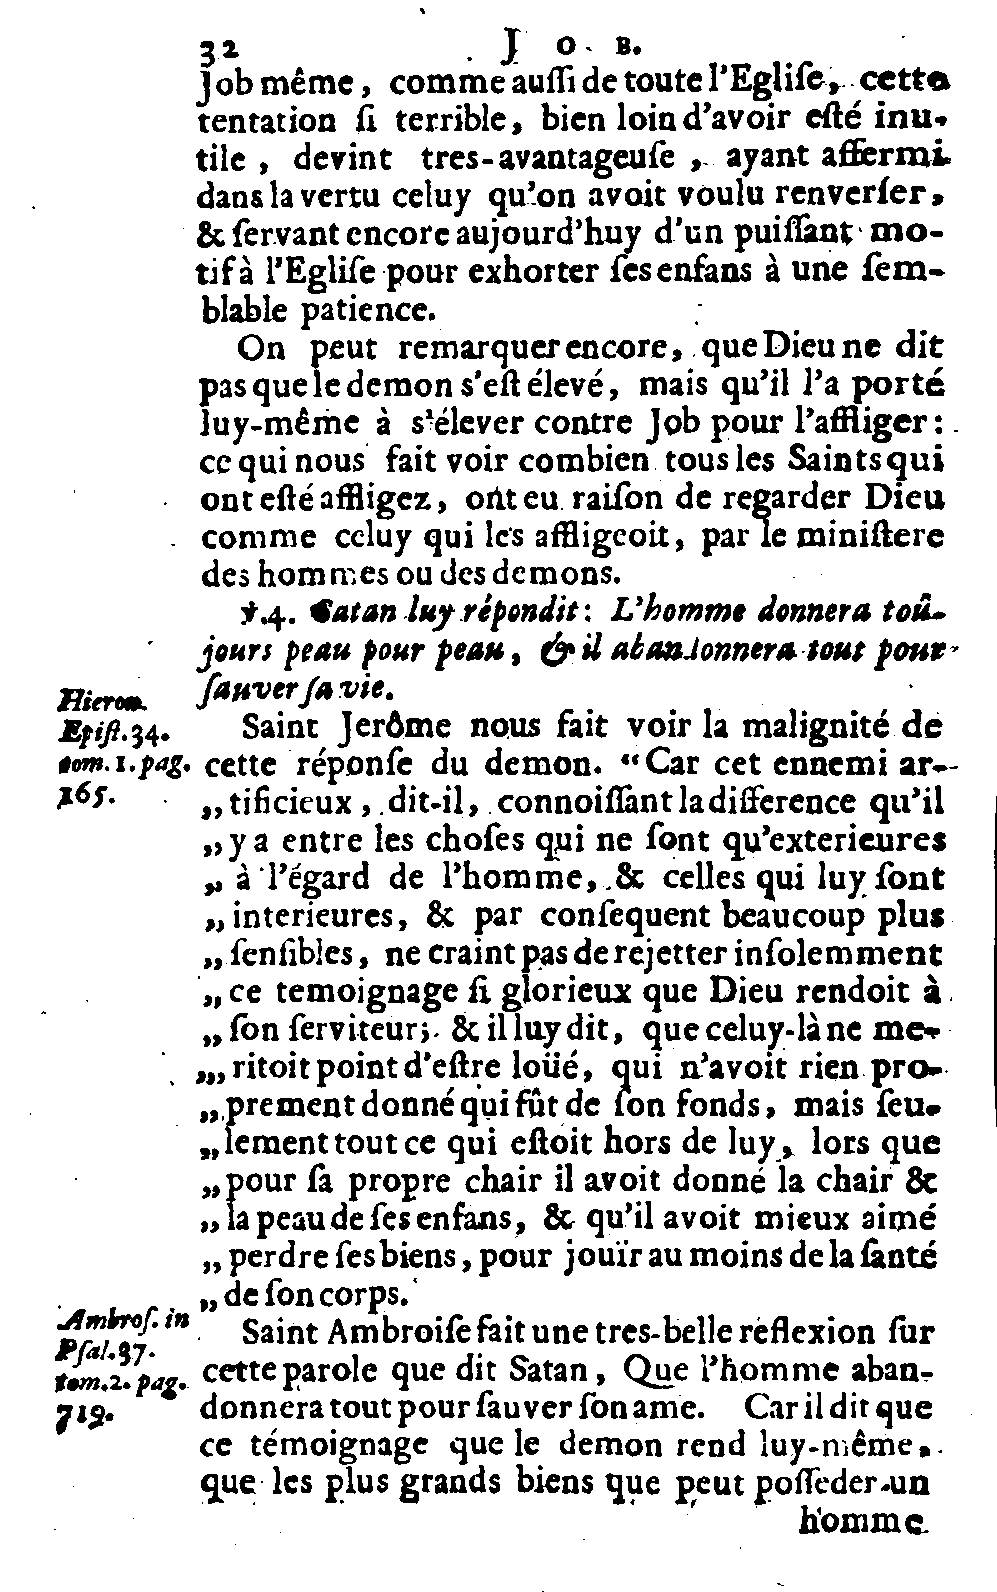 32 J O B.
Job même, comme auſſi de toute l'Egliſe, cette
tentation ſi terrible, bien loin d'avoir eſté inu-
tile, devint tres-avantageuſe, ayant affermi
dans la vertu celuy qu'on avoit voulu renverſer,
& ſervant encore aujourd'huy d'un puiſſant mo-
tif à l'Egliſe pour exhorter ſes enfans à une ſem-
blable patience.
On peut remarquer encore, que Dieu ne dit
pas que le demon s'eſt élevé, mais qu'il l'a porté
luy-même à s'élever contre Job pour l'affliger:
ce qui nous fait voir combien tous les Saints qui
ont eſté affligez, ont eu raiſon de regarder Dieu
comme celuy qui les affligeoit, par le miniſtere
des hommes ou des demons.
℣.4. Satan luy répondit: L'homme donnera toû-
jours peau pour peau, & il abandonnera tout pour
ſauver ſa vie.
Hieron.
Epiſt.34.
tom.1.pag.
165.
Saint Jerôme nous fait voir la malignité de
cette réponſe du demon. “Car cet ennemi ar-
„tificieux, dit-il, connoiſſant la difference qu'il
„y a entre les choſes qui ne ſont qu'exterieures
„à l'égard de l'homme, & celles qui luy ſont
„interieures, & par conſequent beaucoup plus
„ſenſibles, ne craint pas de rejetter inſolemment
„ce temoignage ſi glorieux que Dieu rendoit à
„ſon ſerviteur; & il luy dit, que celuy-là ne me-
„ritoit point d'eſtre loüé, qui n'avoit rien pro-
„prement donné qui fût de ſon fonds, mais ſeu-
„lement tout ce qui eſtoit hors de luy, lors que
„pour ſa propre chair il avoit donné la chair &
„la peau de ſes enfans, & qu'il avoit mieux aimé
„perdre ſes biens, pour jouïr au moins de la ſanté
„de ſon corps.
Ambroſ. in
Pſal.37.
tom.2.pag.
719.
Saint Ambroiſe fait une tres-belle reflexion ſur
cette parole que dit Satan, Que l'homme aban-
donnera tout pour ſauver ſon ame. Car il dit que
ce témoignage que le demon rend luy-même,
que les plus grands biens que peut poſſeder un
homme